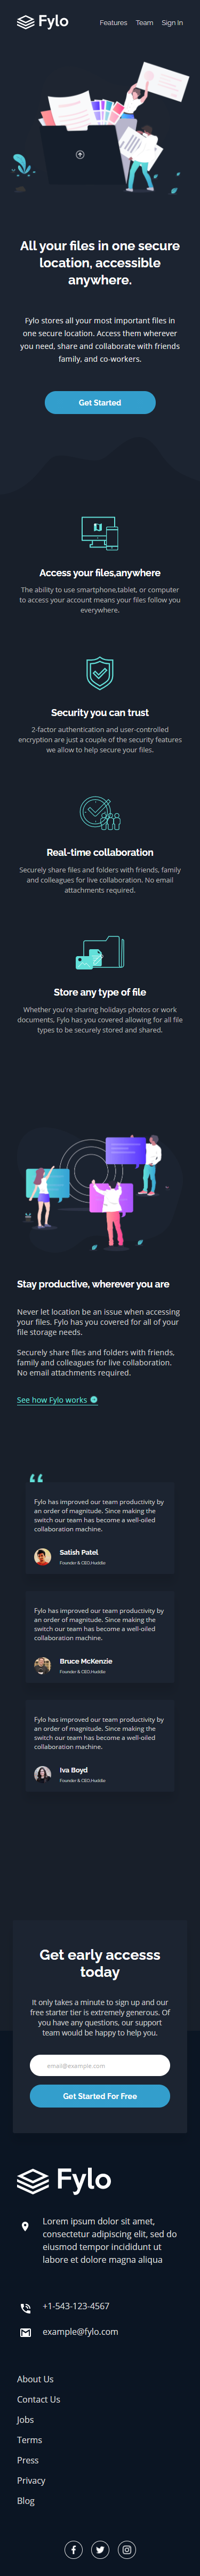 Fylo
Features Team Sign In
All your files in one secure
location, accessible
anywhere.
Fylo stores all your most important files in
one secure location. Access them wherever
you need, share and collaborate with friends
family, and co-workers.
Get Started
Access your files,anywhere
The ability to use smartphone,tablet, or computer
to access your account means your files follow you
everywhere.
Security you can trust
2-factor authentication and user-controlled
encryption are just a couple of the security features
we allow to help secure your files.
Real-time collaboration
Securely share files and folders with friends, family
and colleagues for live collaboration. No email
attachments required.
Store any type of file
Whether you're sharing holidays photos or work
documents, Fylo has you covered allowing for all file
types to be securely stored and shared.
Stay productive, wherever you are
Never let location be an issue when accessing
your files. Fylo has you covered for all of your
file storage needs.
Securely share files and folders with friends,
family and colleagues for live collaboration.
No email attachments required.
See how Fylo works
Fylo has improved our team productivity by
an order of magnitude. Since making the
switch our team has become a well-oiled
collaboration machine.
Satish Patel
Founder & CEO,Huddle
Fylo has improved our team productivity by
an order of magnitude. Since making the
switch our team has become a well-oiled
collaboration machine.
Bruce McKenzie
Founder & CEO,Huddle
Fylo has improved our team productivity by
an order of magnitude. Since making the
switch our team has become a well-oiled
collaboration machine.
Iva Boyd
Founder & CEO,Huddle
Get early accesss
today
It only takes a minute to sign up and our
free starter tier is extremely generous. Of
you have any questions, our support
team would be happy to help you.
email@example.com
Get Started For Free
Fylo
Lorem ipsum dolor sit amet,
consectetur adipiscing elit, sed do
eiusmod tempor incididunt ut
labore et dolore magna aliqua
+1-543-123-4567
example@fylo.com
About Us
Contact Us
Jobs
Terms
Press
Privacy
Blog